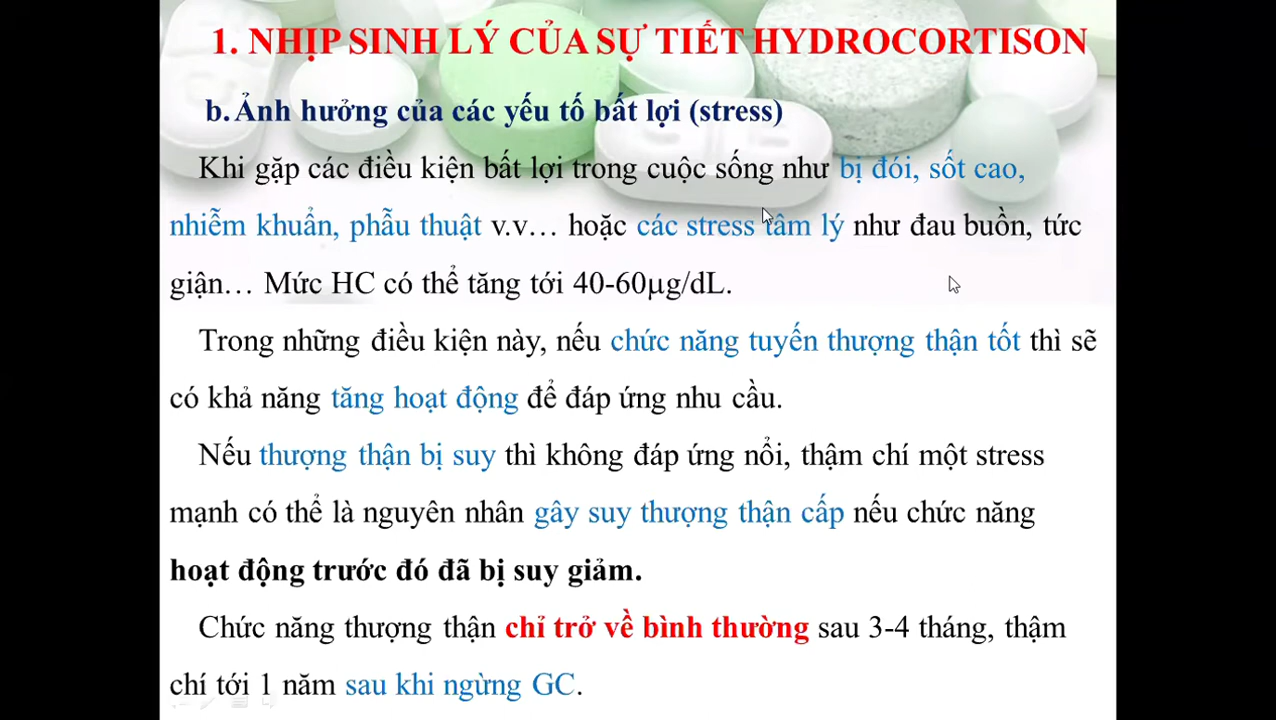 1. NHỊP SINH LÝ CỦA SỰ TIẾT HYDROCORTISON
b. Ảnh hưởng của các yếu tố bất lợi (stress)
Khi gặp các điều kiện bất lợi trong cuộc sống như bị đói, sốt cao,
nhiễm khuẩn, phẫu thuật v.v… hoặc các stress tâm lý như đau buồn, tức
giận… Mức HC có thể tăng tới 40-60µg/dL.
Trong những điều kiện này, nếu chức năng tuyến thượng thận tốt thì sẽ
có khả năng tăng hoạt động để đáp ứng nhu cầu.
Nếu thượng thận bị suy thì không đáp ứng nổi, thậm chí một stress
mạnh có thể là nguyên nhân gây suy thượng thận cấp nếu chức năng
hoạt động trước đó đã bị suy giảm.
Chức năng thượng thận chỉ trở về bình thường sau 3-4 tháng, thậm
chí tới 1 năm sau khi ngừng GC.